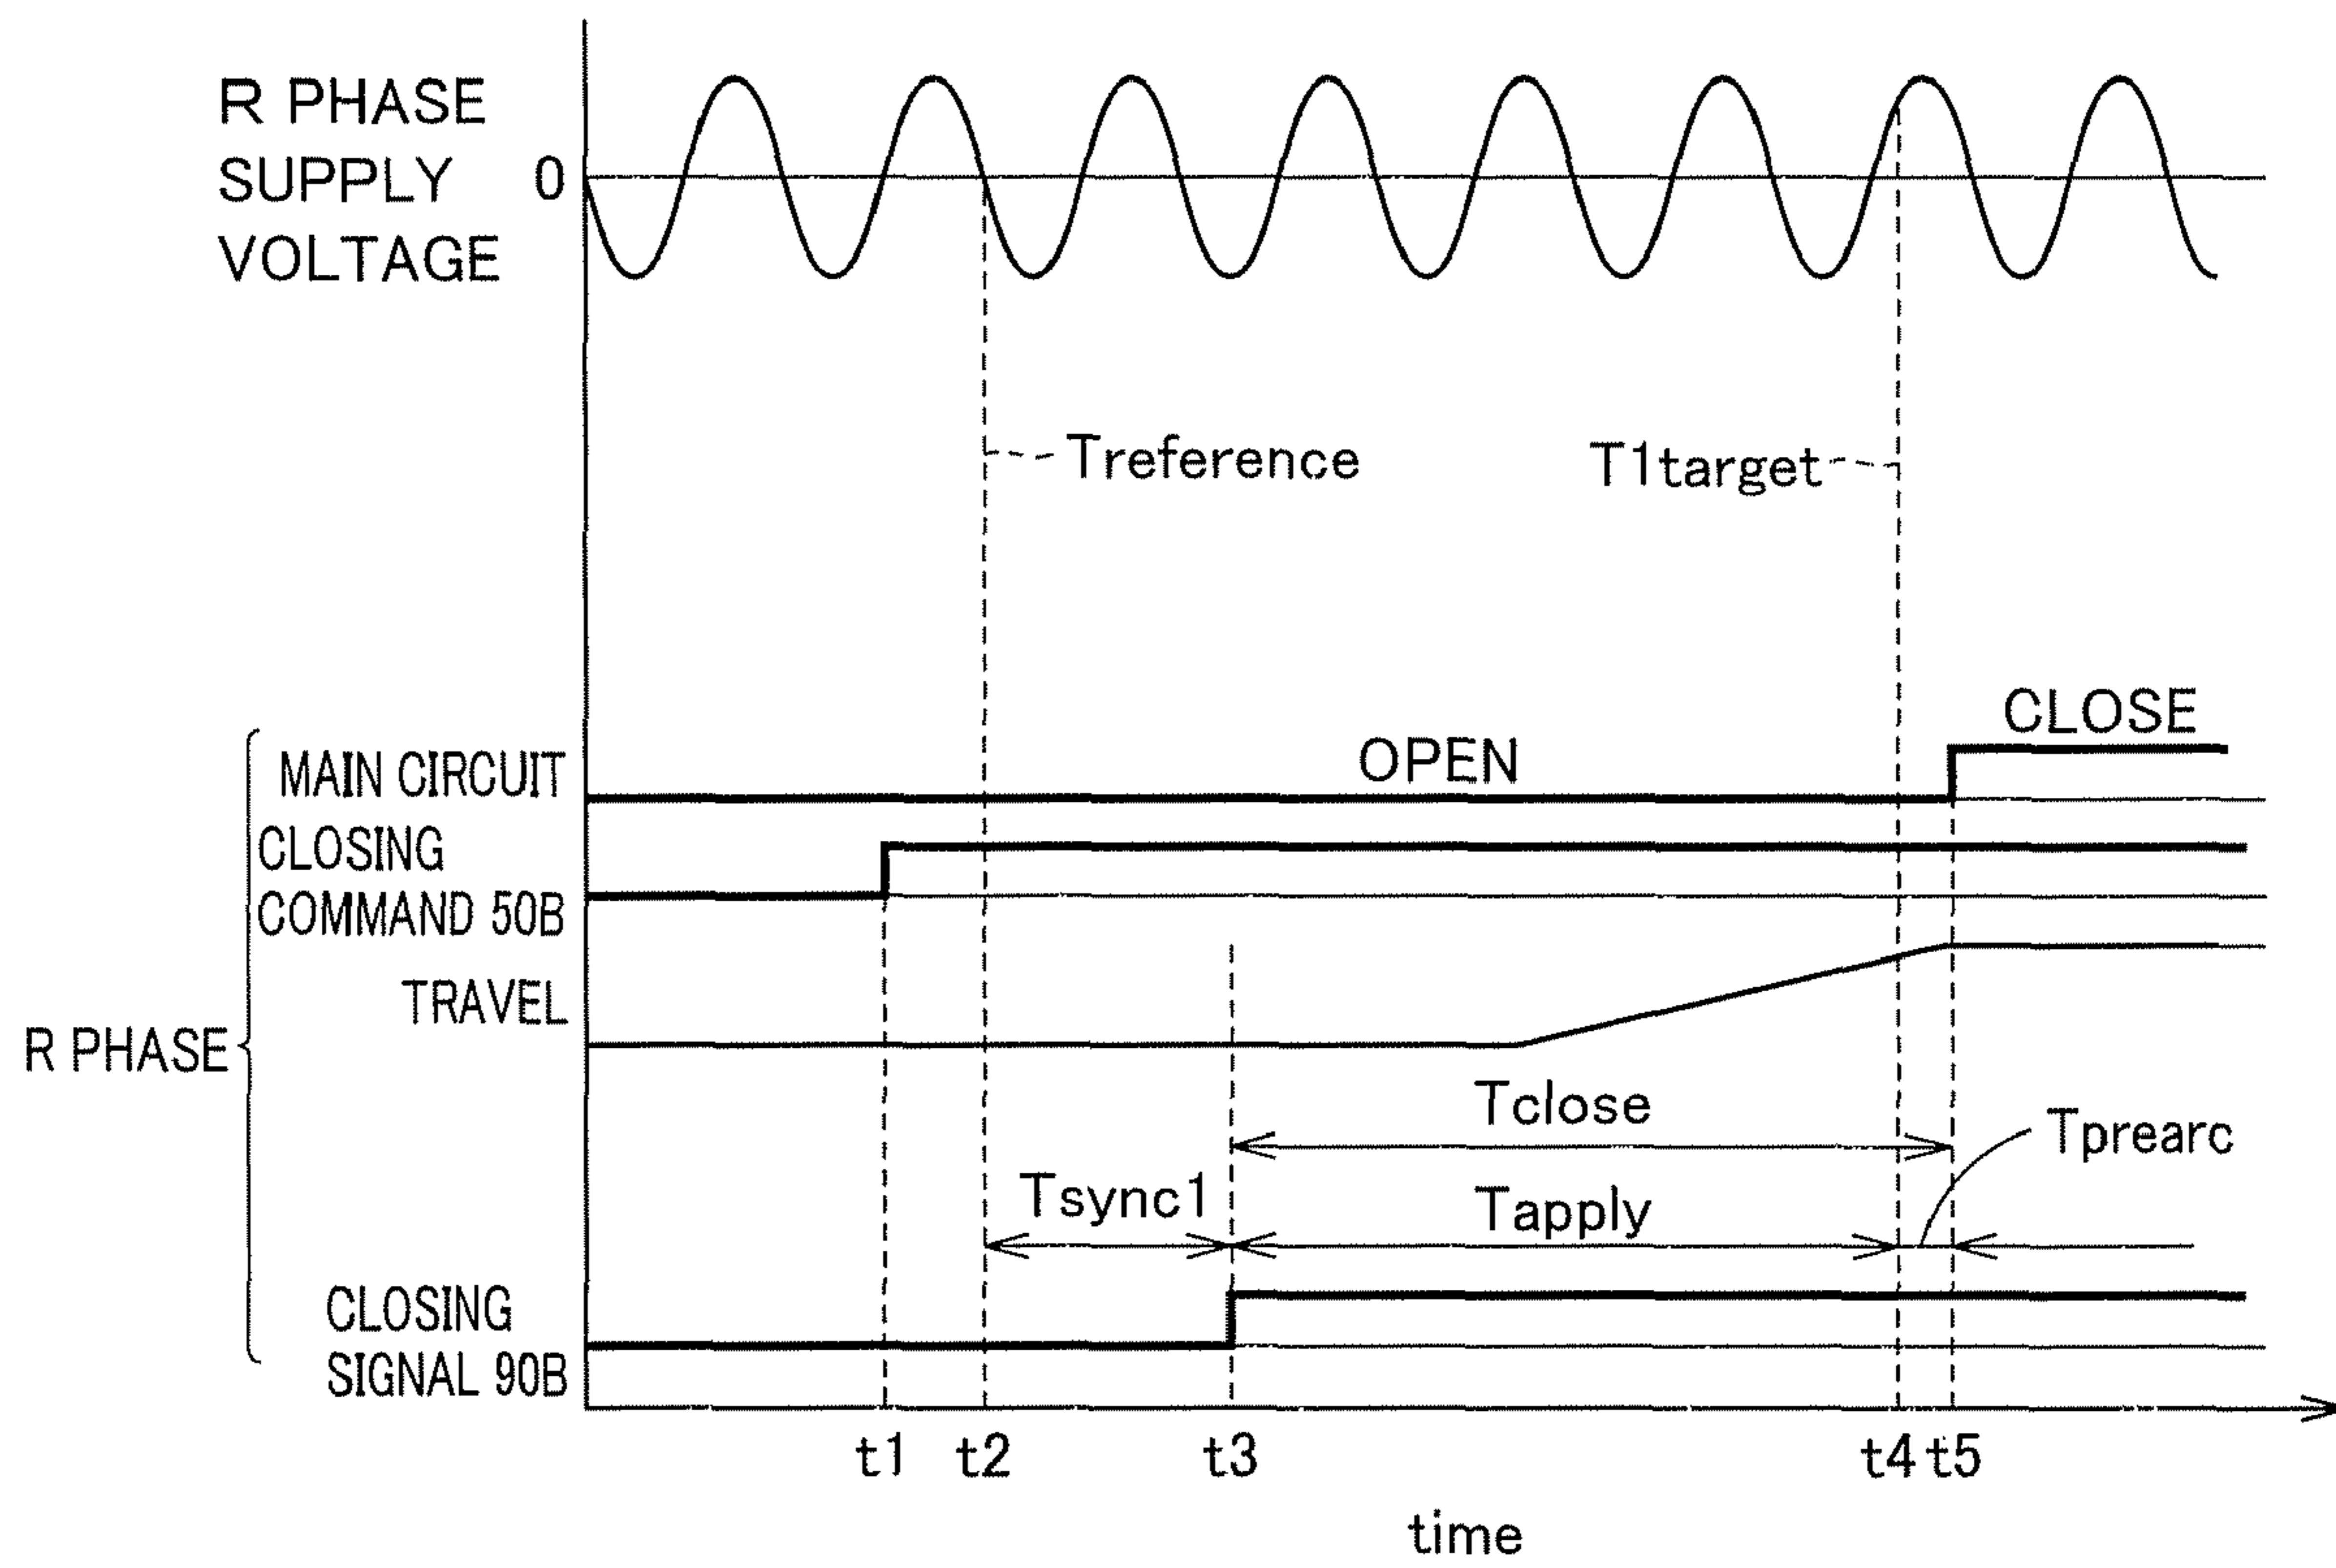 R PHASE
SUPPLY
VOLTAGE
0
Treference
T1target
CLOSE
OPEN
MAIN CIRCUIT
CLOSING
COMMAND 50B
TRAVEL
R PHASE
Tclose
Tprearc
Tsync1
Tapply
CLOSING
SIGNAL 90B
t1 t2 t3 t4 t5
time